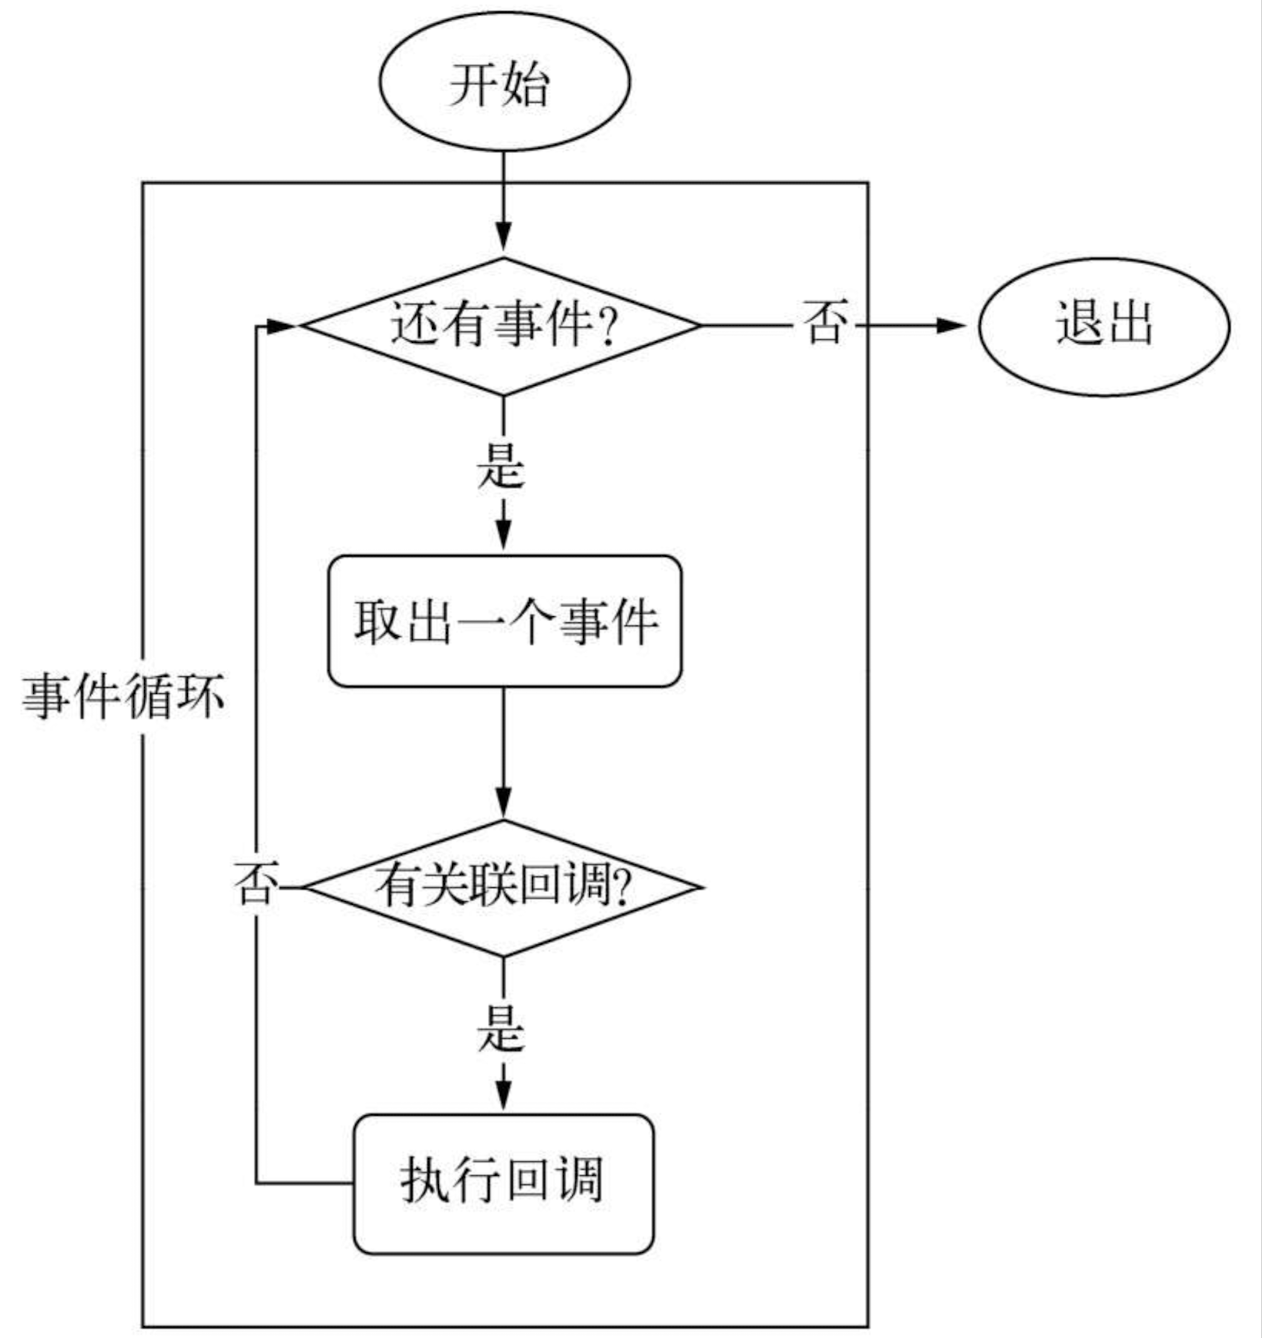 开始
还有事件?
否
退出
是
取出一个事件
事件循环
否
有关联回调?
是
执行回调